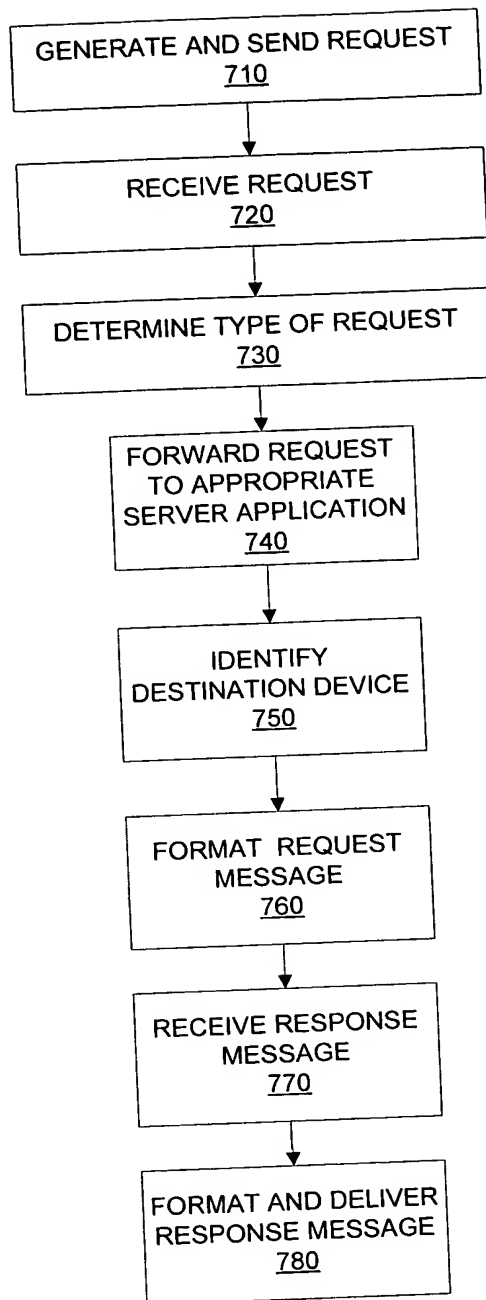 GENERATE AND SEND REQUEST
710
RECEIVE REQUEST
720
DETERMINE TYPE OF REQUEST
730
FORWARD REQUEST
TO APPROPRIATE
SERVER APPLICATION
740
IDENTIFY
DESTINATION DEVICE
750
FORMAT REQUEST
MESSAGE
760
RECEIVE RESPONSE
MESSAGE
770
FORMAT AND DELIVER
RESPONSE MESSAGE
780